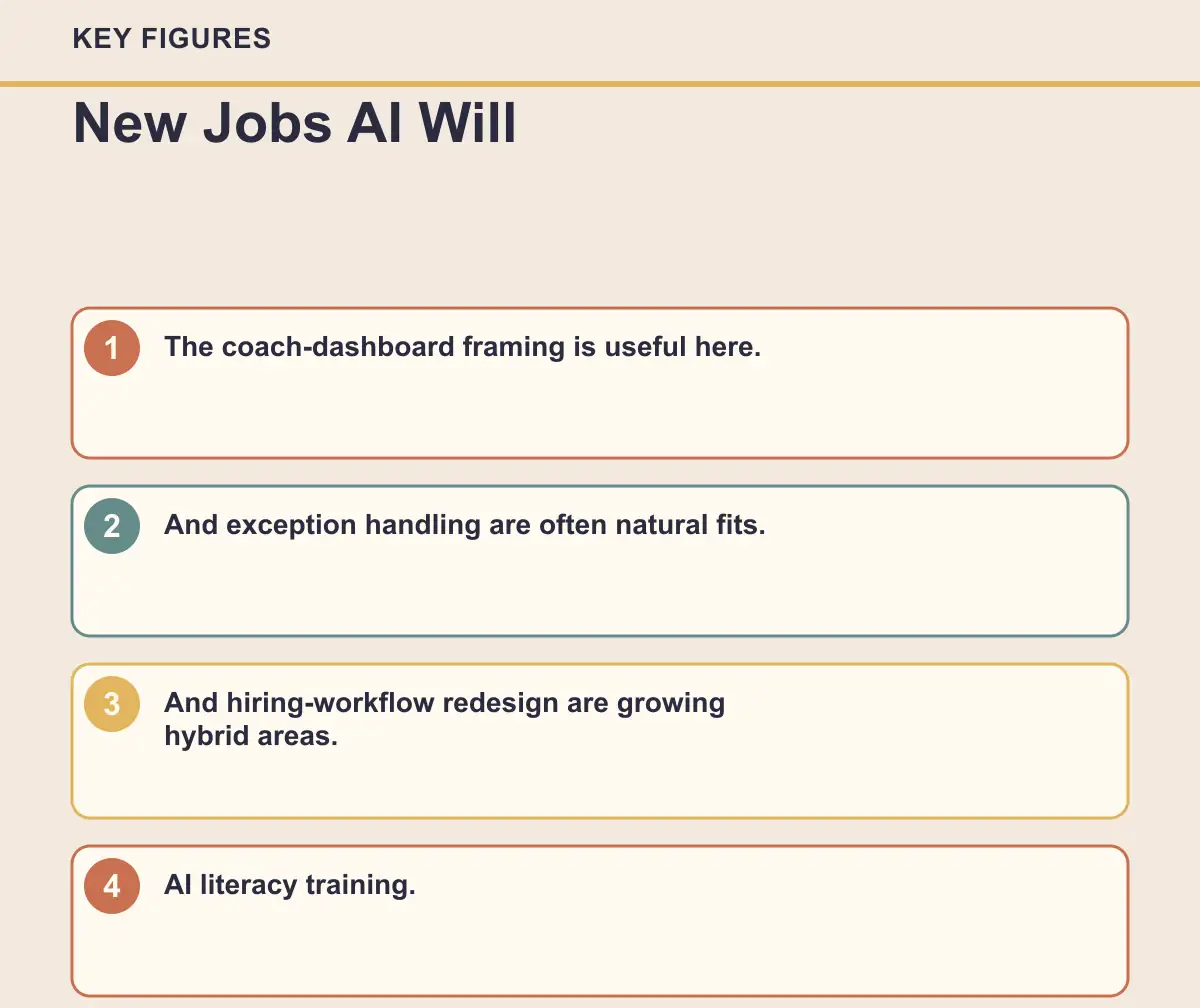 KEY FIGURES
New Jobs AI Will
1
The coach-dashboard framing is useful here.
2
And exception handling are often natural fits.
3
And hiring-workflow redesign are growing
hybrid areas.
4
AI literacy training.